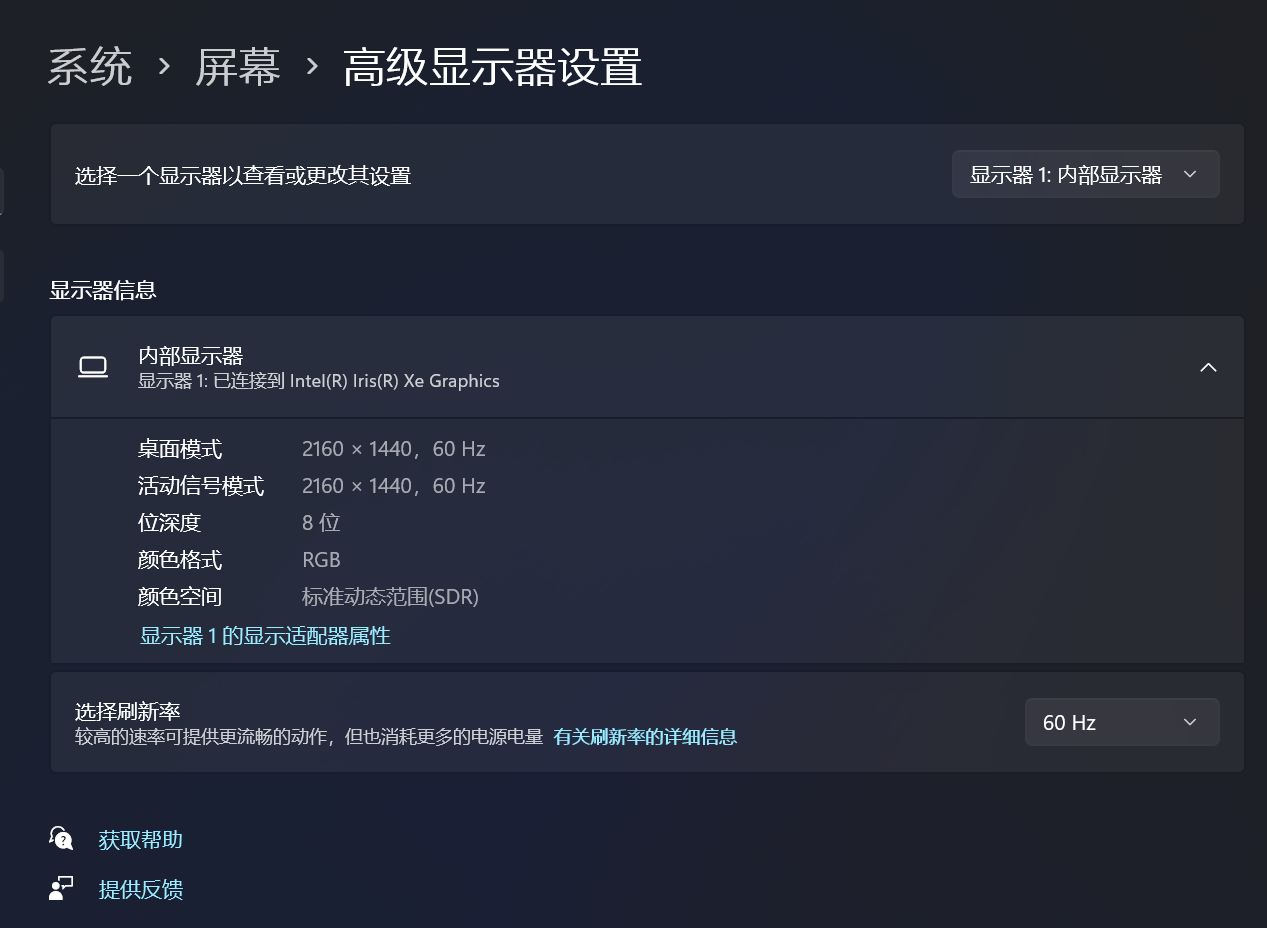 系统 › 屏幕 › 高级显示器设置
选择一个显示器以查看或更改其设置
显示器 1: 内部显示器
显示器信息
内部显示器
显示器 1: 已连接到 Intel(R) Iris(R) Xe Graphics
桌面模式 2160 × 1440，60 Hz
活动信号模式 2160 × 1440，60 Hz
位深度 8 位
颜色格式 RGB
颜色空间 标准动态范围(SDR)
显示器 1 的显示适配器属性
选择刷新率
较高的速率可提供更流畅的动作，但也消耗更多的电源电量 有关刷新率的详细信息
60 Hz
获取帮助
提供反馈